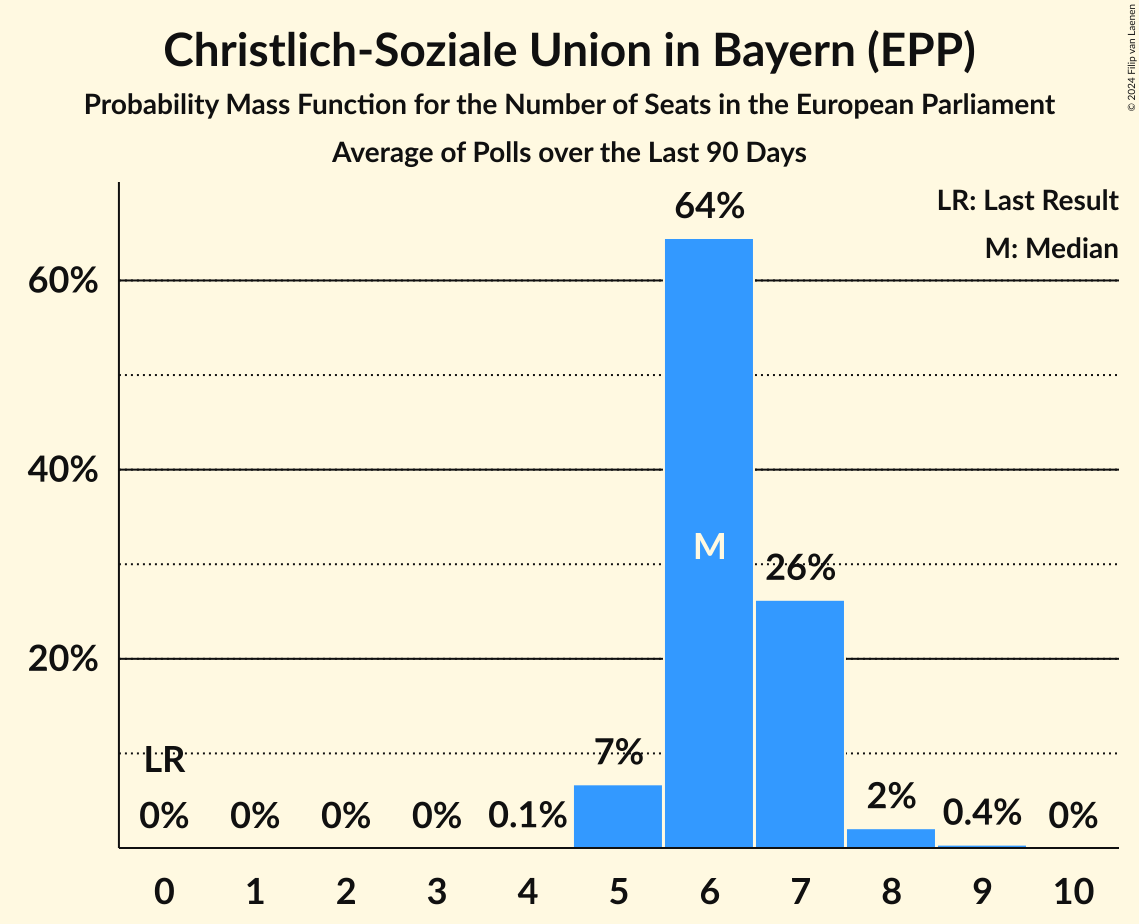 Christlich-Soziale Union in Bayern (EPP)
Probability Mass Function for the Number of Seats in the European Parliament
Average of Polls over the Last 90 Days
© 2024 Filip van Laenen
LR: Last Result
M: Median
60%
40%
20%
LR
0%
0%
0%
0%
0.1%
7%
64%
M
26%
2%
0.4%
0%
0 1 2 3 4 5 6 7 8 9 10